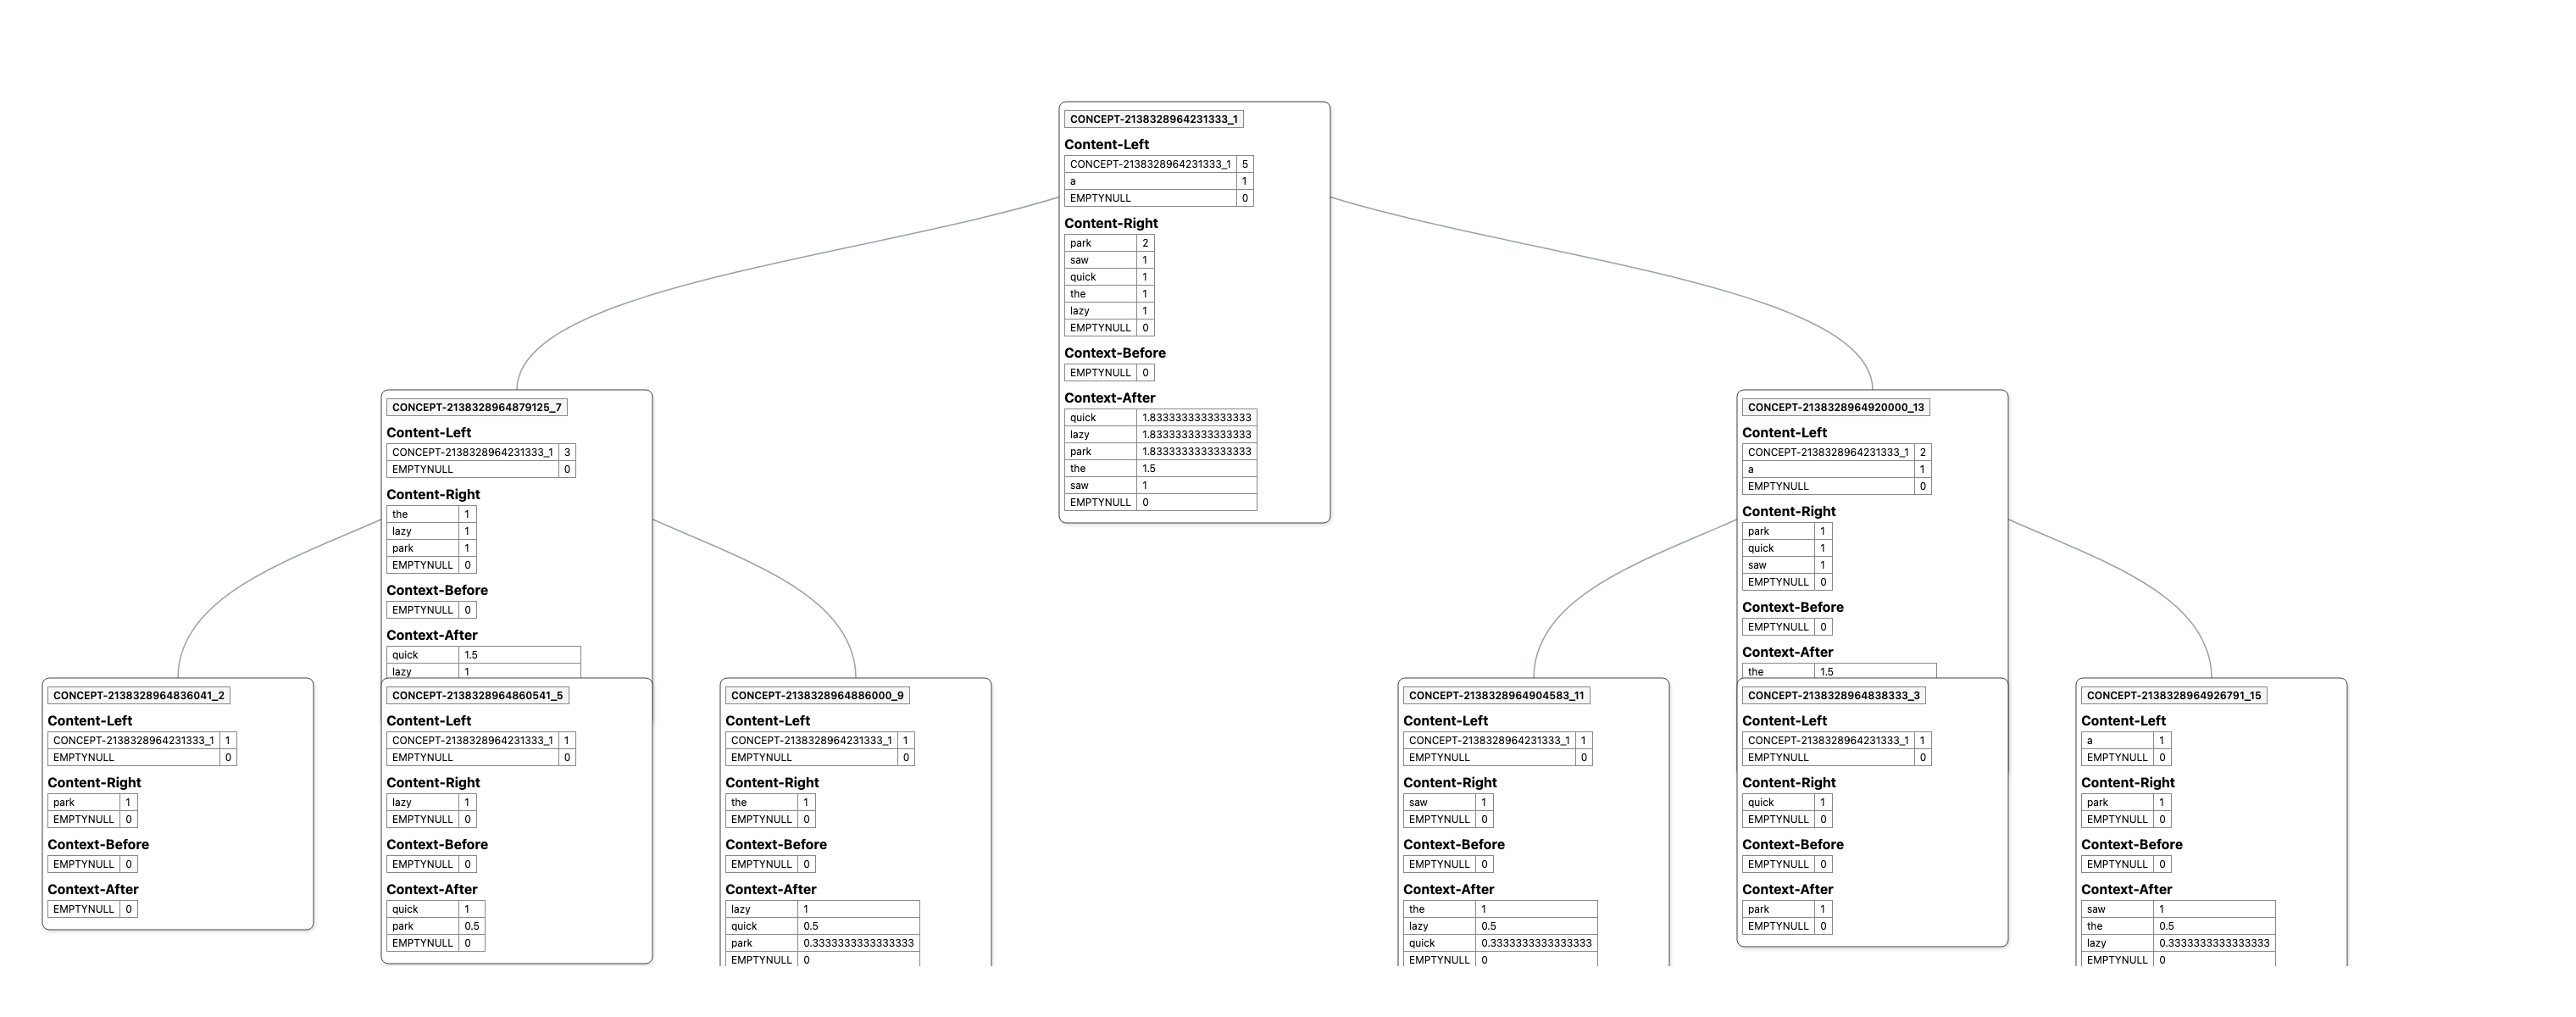 CONCEPT-2138328964231333_1
Content-Left
CONCEPT-2138328964231333_1 5
a 1
EMPTYNULL 0
Content-Right
park 2
saw 1
quick 1
the 1
lazy 1
EMPTYNULL 0
Context-Before
EMPTYNULL 0
Context-After
quick 1.8333333333333333
lazy 1.8333333333333333
park 1.8333333333333333
the 1.5
saw 1
EMPTYNULL 0
CONCEPT-2138328964879125_7
Content-Left
CONCEPT-2138328964231333_1 3
EMPTYNULL 0
Content-Right
the 1
lazy 1
park 1
EMPTYNULL 0
Context-Before
EMPTYNULL 0
Context-After
quick 1.5
lazy 1
CONCEPT-2138328964920000_13
Content-Left
CONCEPT-2138328964231333_1 2
a 1
EMPTYNULL 0
Content-Right
park 1
quick 1
saw 1
EMPTYNULL 0
Context-Before
EMPTYNULL 0
Context-After
the 1.5
CONCEPT-2138328964836041_2
Content-Left
CONCEPT-2138328964231333_1 1
EMPTYNULL 0
Content-Right
park 1
EMPTYNULL 0
Context-Before
EMPTYNULL 0
Context-After
EMPTYNULL 0
CONCEPT-2138328964860541_5
Content-Left
CONCEPT-2138328964231333_1 1
EMPTYNULL 0
Content-Right
lazy 1
EMPTYNULL 0
Context-Before
EMPTYNULL 0
Context-After
quick 1
park 0.5
EMPTYNULL 0
CONCEPT-2138328964886000_9
Content-Left
CONCEPT-2138328964231333_1 1
EMPTYNULL 0
Content-Right
the 1
EMPTYNULL 0
Context-Before
EMPTYNULL 0
Context-After
lazy 1
quick 0.5
park 0.3333333333333333
EMPTYNULL 0
CONCEPT-2138328964904583_11
Content-Left
CONCEPT-2138328964231333_1 1
EMPTYNULL 0
Content-Right
saw 1
EMPTYNULL 0
Context-Before
EMPTYNULL 0
Context-After
the 1
lazy 0.5
quick 0.3333333333333333
EMPTYNULL 0
CONCEPT-2138328964838333_3
Content-Left
CONCEPT-2138328964231333_1 1
EMPTYNULL 0
Content-Right
quick 1
EMPTYNULL 0
Context-Before
EMPTYNULL 0
Context-After
park 1
EMPTYNULL 0
CONCEPT-2138328964926791_15
Content-Left
a 1
EMPTYNULL 0
Content-Right
park 1
EMPTYNULL 0
Context-Before
EMPTYNULL 0
Context-After
saw 1
the 0.5
lazy 0.3333333333333333
EMPTYNULL 0